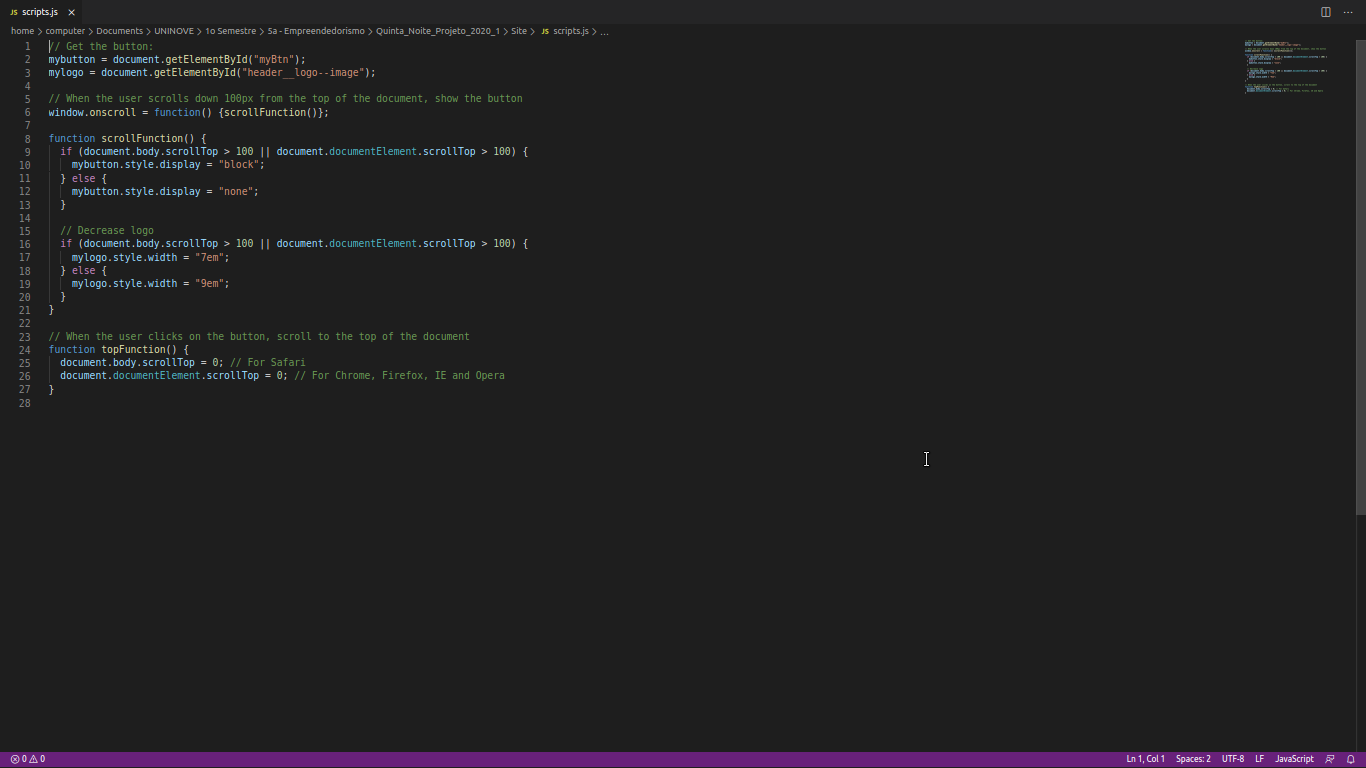 JS scripts.js ×
home > computer > Documents > UNINOVE > 1o Semestre > 5a - Empreendedorismo > Quinta_Noite_Projeto_2020_1 > Site > JS scripts.js > ...
1 // Get the button:
2 mybutton = document.getElementById("myBtn");
3 mylogo = document.getElementById("header__logo--image");
4
5 // When the user scrolls down 100px from the top of the document, show the button
6 window.onscroll = function() {scrollFunction()};
7
8 function scrollFunction() {
9   if (document.body.scrollTop > 100 || document.documentElement.scrollTop > 100) {
10     mybutton.style.display = "block";
11   } else {
12     mybutton.style.display = "none";
13   }
14
15   // Decrease logo
16   if (document.body.scrollTop > 100 || document.documentElement.scrollTop > 100) {
17     mylogo.style.width = "7em";
18   } else {
19     mylogo.style.width = "9em";
20   }
21 }
22
23 // When the user clicks on the button, scroll to the top of the document
24 function topFunction() {
25   document.body.scrollTop = 0; // For Safari
26   document.documentElement.scrollTop = 0; // For Chrome, Firefox, IE and Opera
27 }
28
0 0 Ln 1, Col 1 Spaces: 2 UTF-8 LF JavaScript